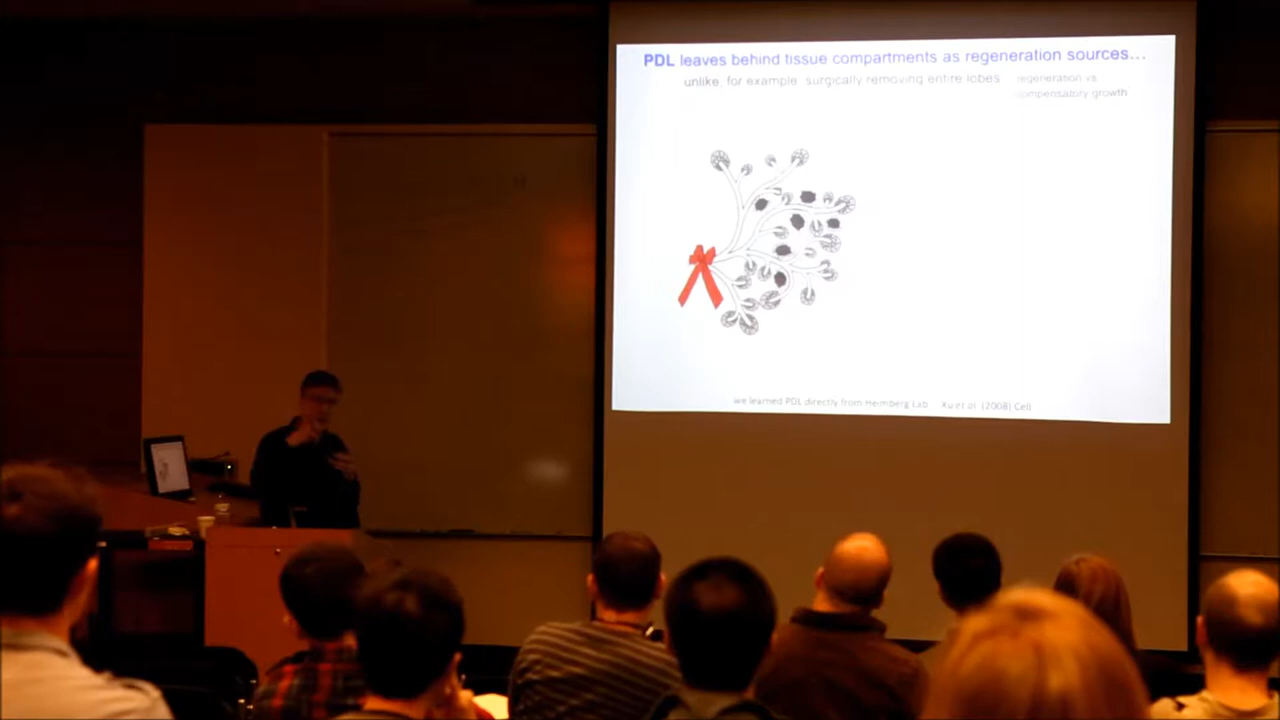 PDL leaves behind tissue compartments as regeneration sources...
unlike, for example surgically removing entire lobes
regeneration vs
compensatory growth
we learned PDL directly from Heimberg Lab Xu et al. (2008) Cell